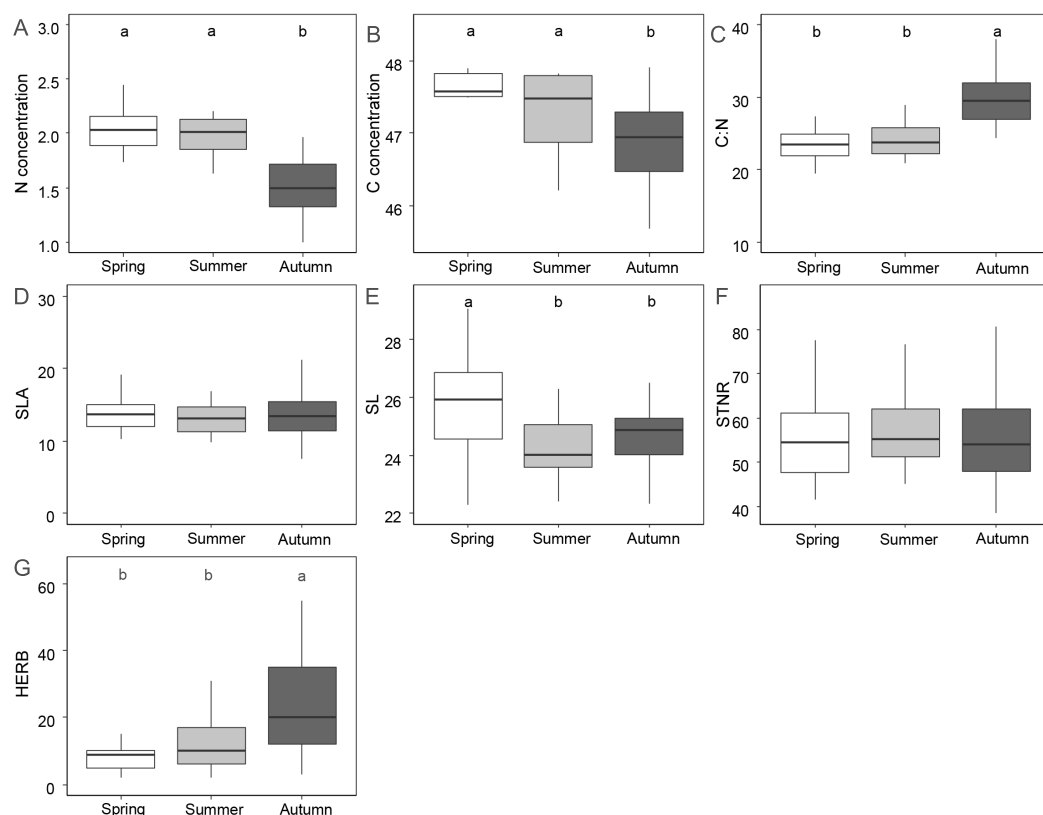 A
N concentration
3.0
2.5
2.0
1.5
1.0
a a b
Spring Summer Autumn
B
C concentration
48
47
46
a a b
Spring Summer Autumn
C
C:N
40
30
20
10
b b a
Spring Summer Autumn
D
SLA
30
20
10
0
Spring Summer Autumn
E
SL
28
26
24
22
a b b
Spring Summer Autumn
F
STNR
80
70
60
50
40
Spring Summer Autumn
G
HERB
60
40
20
0
b b a
Spring Summer Autumn